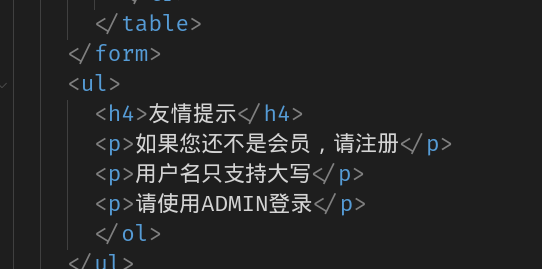 </table>
</form>
<ul>
<h4>友情提示</h4>
<p>如果您还不是会员，请注册</p>
<p>用户名只支持大写</p>
<p>请使用ADMIN登录</p>
</ol>
</ul>